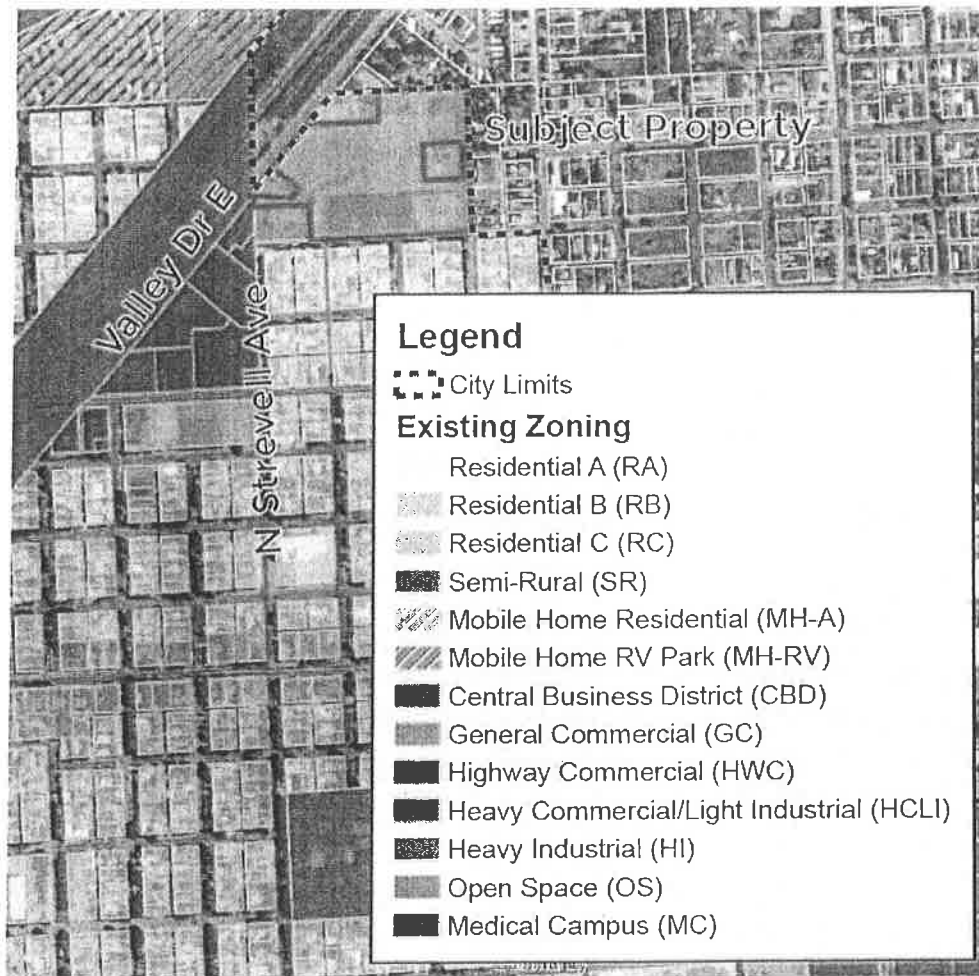 Subject Property
Valley Dr E
N Strevell Ave
Legend
City Limits
Existing Zoning
Residential A (RA)
Residential B (RB)
Residential C (RC)
Semi-Rural (SR)
Mobile Home Residential (MH-A)
Mobile Home RV Park (MH-RV)
Central Business District (CBD)
General Commercial (GC)
Highway Commercial (HWC)
Heavy Commercial/Light Industrial (HCLI)
Heavy Industrial (HI)
Open Space (OS)
Medical Campus (MC)